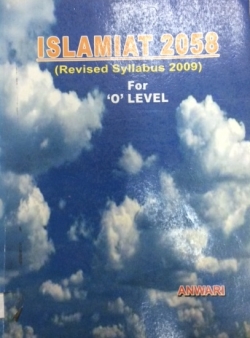 ISLAMIAT 2058
(Revised Syllabus 2009)
For
'O' LEVEL
ANWARI